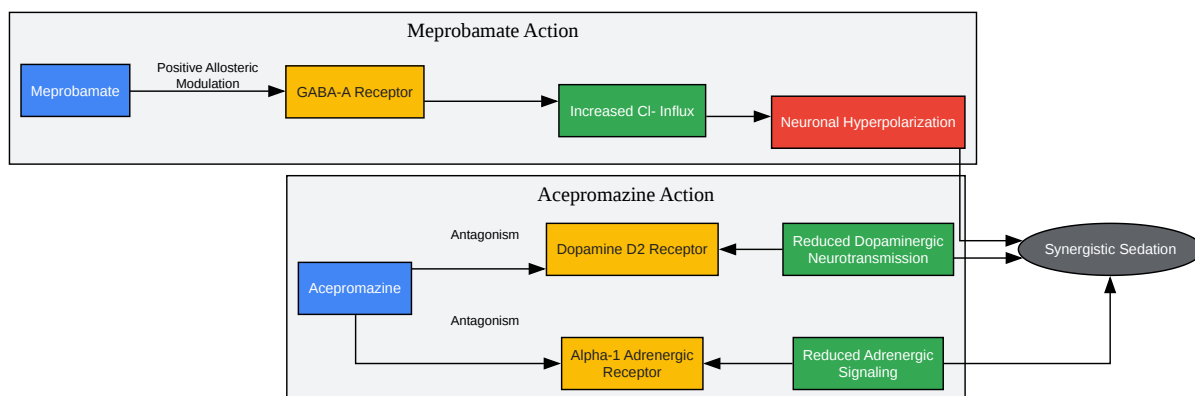 Meprobamate Action
Positive Allosteric
Modulation
Meprobamate
GABA-A Receptor
Increased Cl- Influx
Neuronal Hyperpolarization
Acepromazine Action
Antagonism
Dopamine D2 Receptor
Reduced Dopaminergic
Neurotransmission
Synergistic Sedation
Acepromazine
Antagonism
Alpha-1 Adrenergic
Receptor
Reduced Adrenergic
Signaling